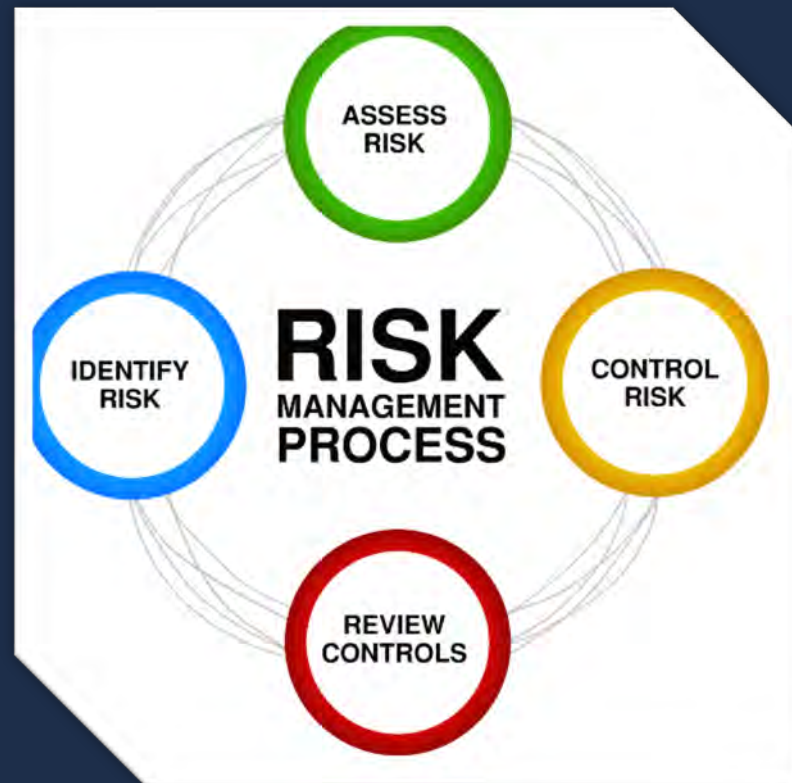 ASSESS
RISK
IDENTIFY
RISK
RISK
MANAGEMENT
PROCESS
CONTROL
RISK
REVIEW
CONTROLS